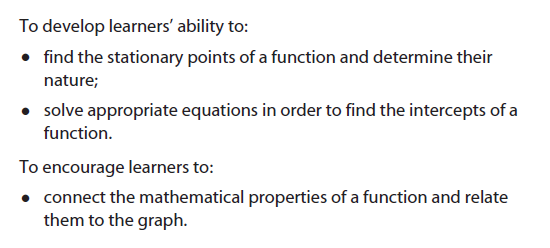 To develop learners’ ability to:
● find the stationary points of a function and determine their
nature;
● solve appropriate equations in order to find the intercepts of a
function.
To encourage learners to:
● connect the mathematical properties of a function and relate
them to the graph.